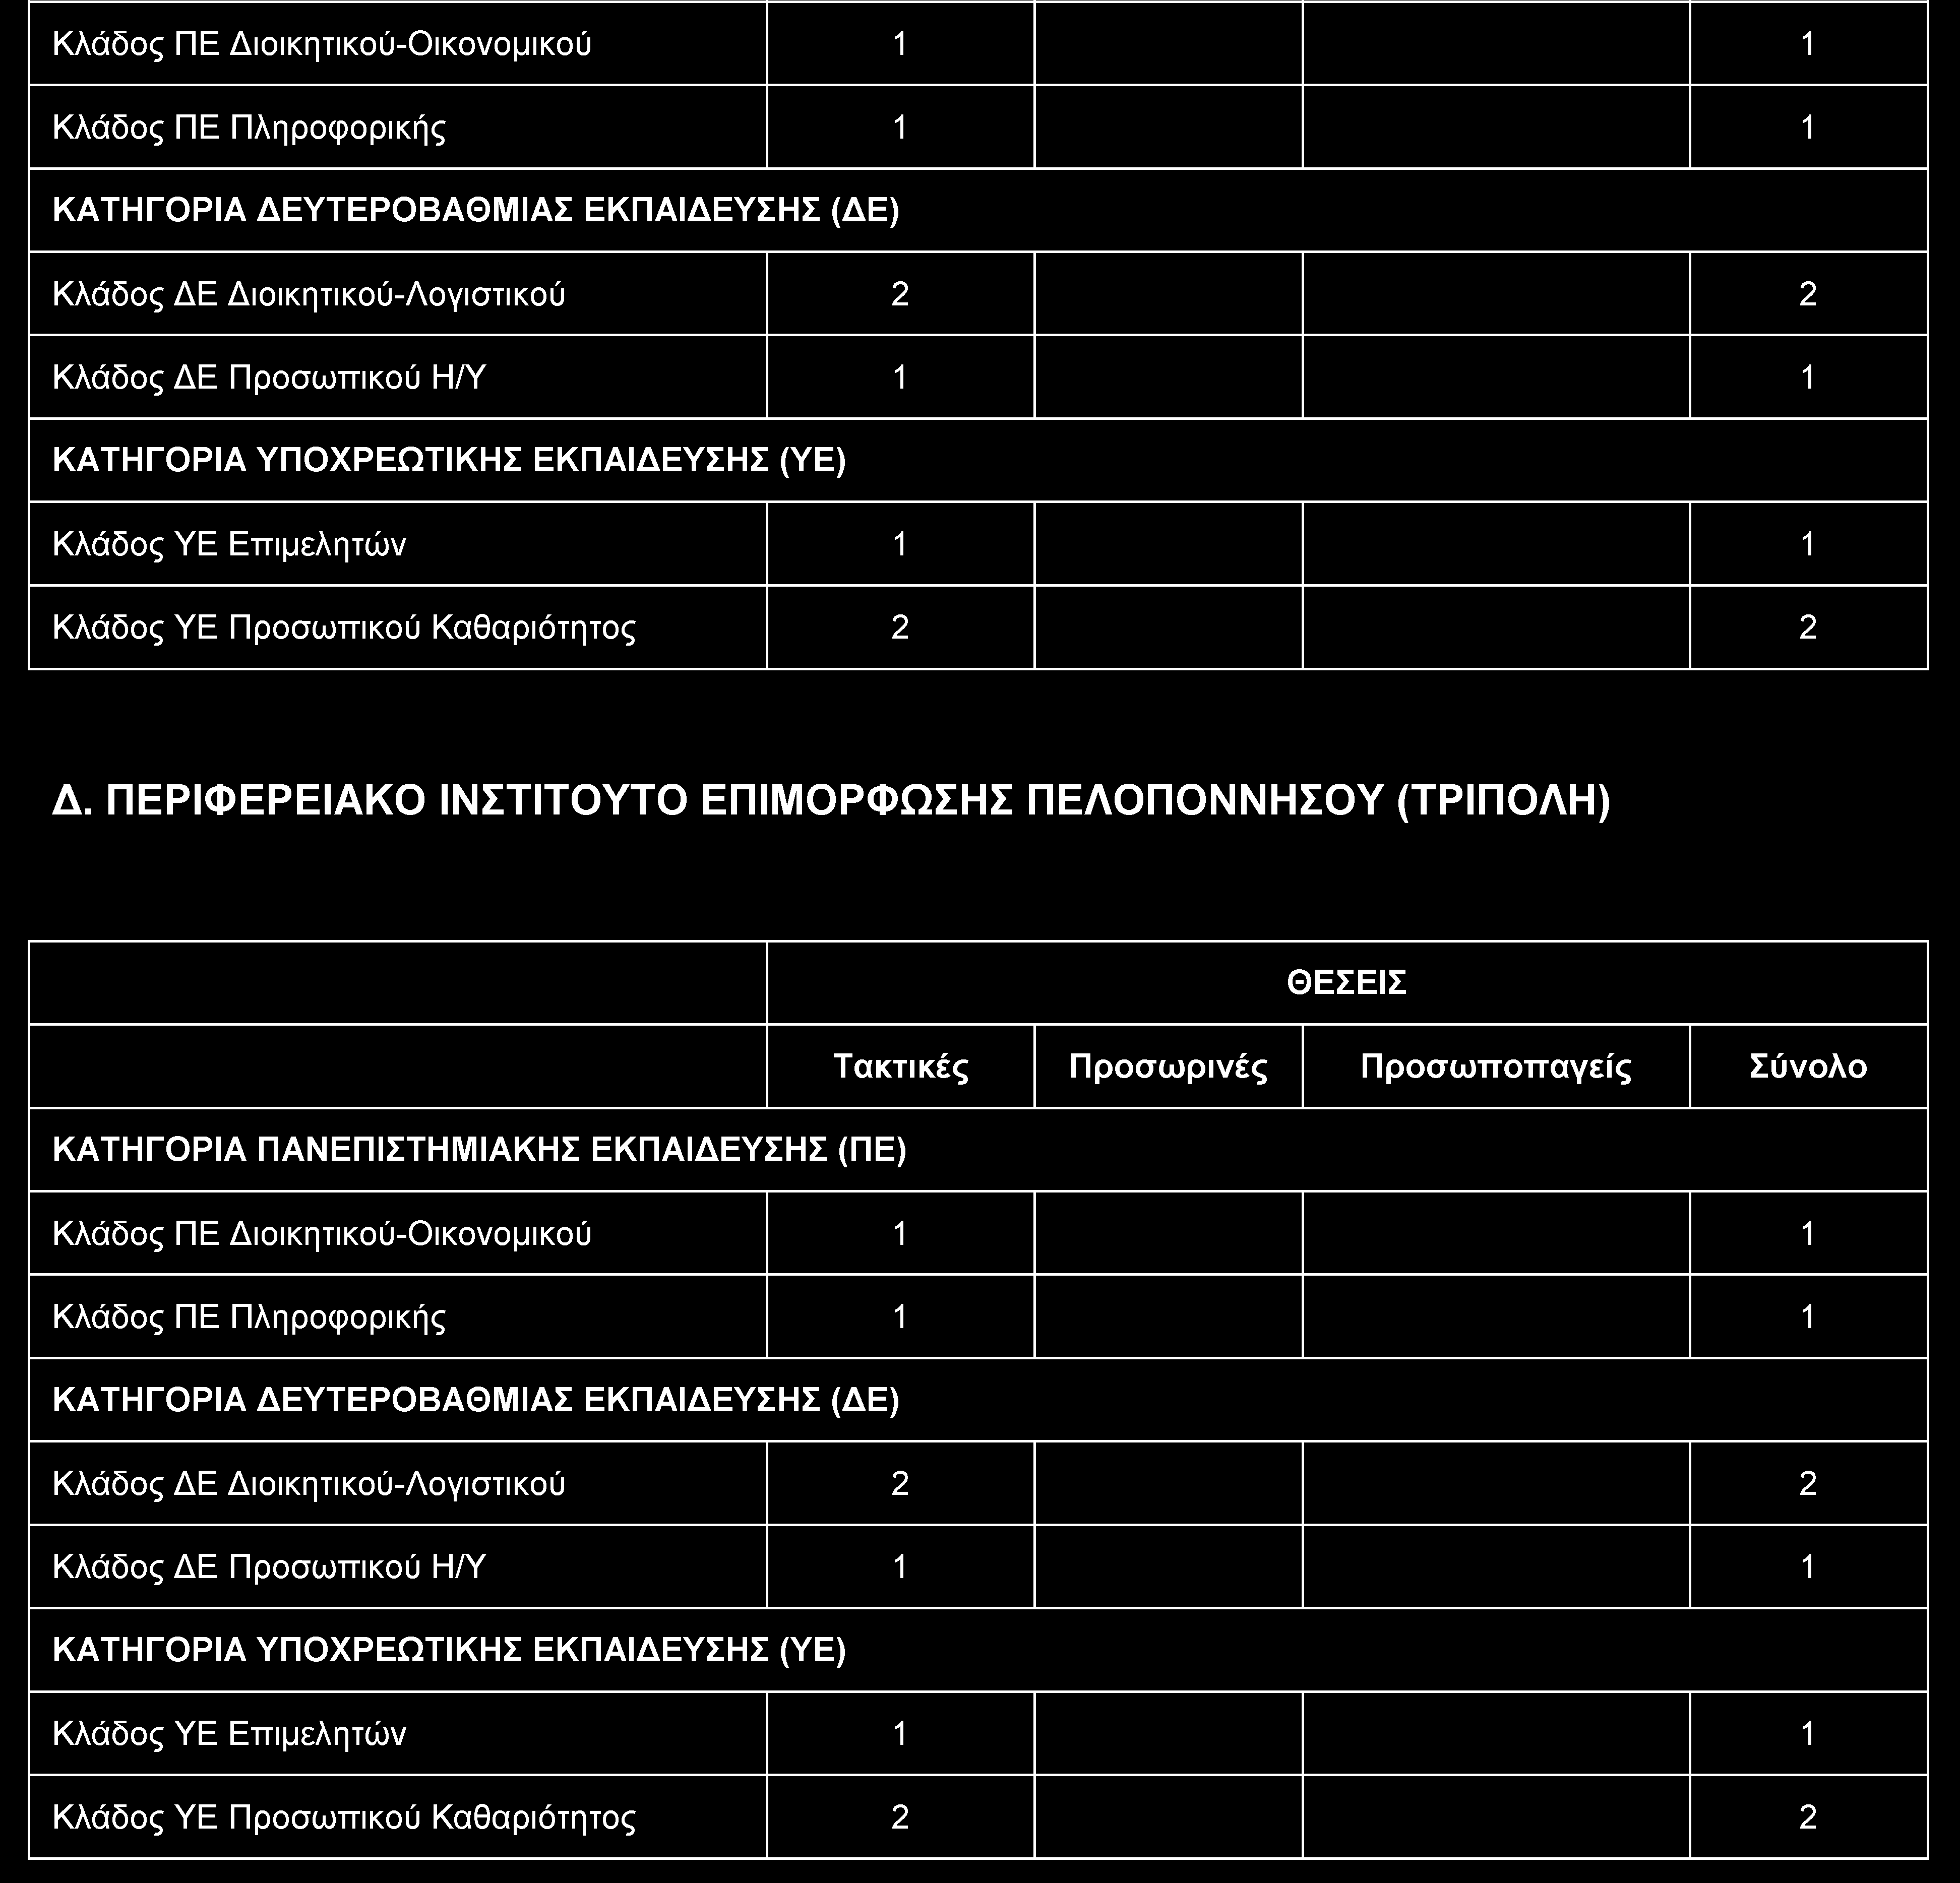 Κλάδος ΠΕ Διοικητικού-Οικονομικού 1 1
Κλάδος ΠΕ Πληροφορικής 1 1
ΚΑΤΗΓΟΡΙΑ ΔΕΥΤΕΡΟΒΑΘΜΙΑΣ ΕΚΠΑΙΔΕΥΣΗΣ (ΔΕ)
Κλάδος ΔΕ Διοικητικού-Λογιστικού 2 2
Κλάδος ΔΕ Προσωπικού Η/Υ 1 1
ΚΑΤΗΓΟΡΙΑ ΥΠΟΧΡΕΩΤΙΚΗΣ ΕΚΠΑΙΔΕΥΣΗΣ (ΥΕ)
Κλάδος ΥΕ Επιμελητών 1 1
Κλάδος ΥΕ Προσωπικού Καθαριότητος 2 2
Δ. ΠΕΡΙΦΕΡΕΙΑΚΟ ΙΝΣΤΙΤΟΥΤΟ ΕΠΙΜΟΡΦΩΣΗΣ ΠΕΛΟΠΟΝΝΗΣΟΥ (ΤΡΙΠΟΛΗ)
ΘΕΣΕΙΣ
Τακτικές Προσωρινές Προσωποπαγείς Σύνολο
ΚΑΤΗΓΟΡΙΑ ΠΑΝΕΠΙΣΤΗΜΙΑΚΗΣ ΕΚΠΑΙΔΕΥΣΗΣ (ΠΕ)
Κλάδος ΠΕ Διοικητικού-Οικονομικού 1 1
Κλάδος ΠΕ Πληροφορικής 1 1
ΚΑΤΗΓΟΡΙΑ ΔΕΥΤΕΡΟΒΑΘΜΙΑΣ ΕΚΠΑΙΔΕΥΣΗΣ (ΔΕ)
Κλάδος ΔΕ Διοικητικού-Λογιστικού 2 2
Κλάδος ΔΕ Προσωπικού Η/Υ 1 1
ΚΑΤΗΓΟΡΙΑ ΥΠΟΧΡΕΩΤΙΚΗΣ ΕΚΠΑΙΔΕΥΣΗΣ (ΥΕ)
Κλάδος ΥΕ Επιμελητών 1 1
Κλάδος ΥΕ Προσωπικού Καθαριότητος 2 2